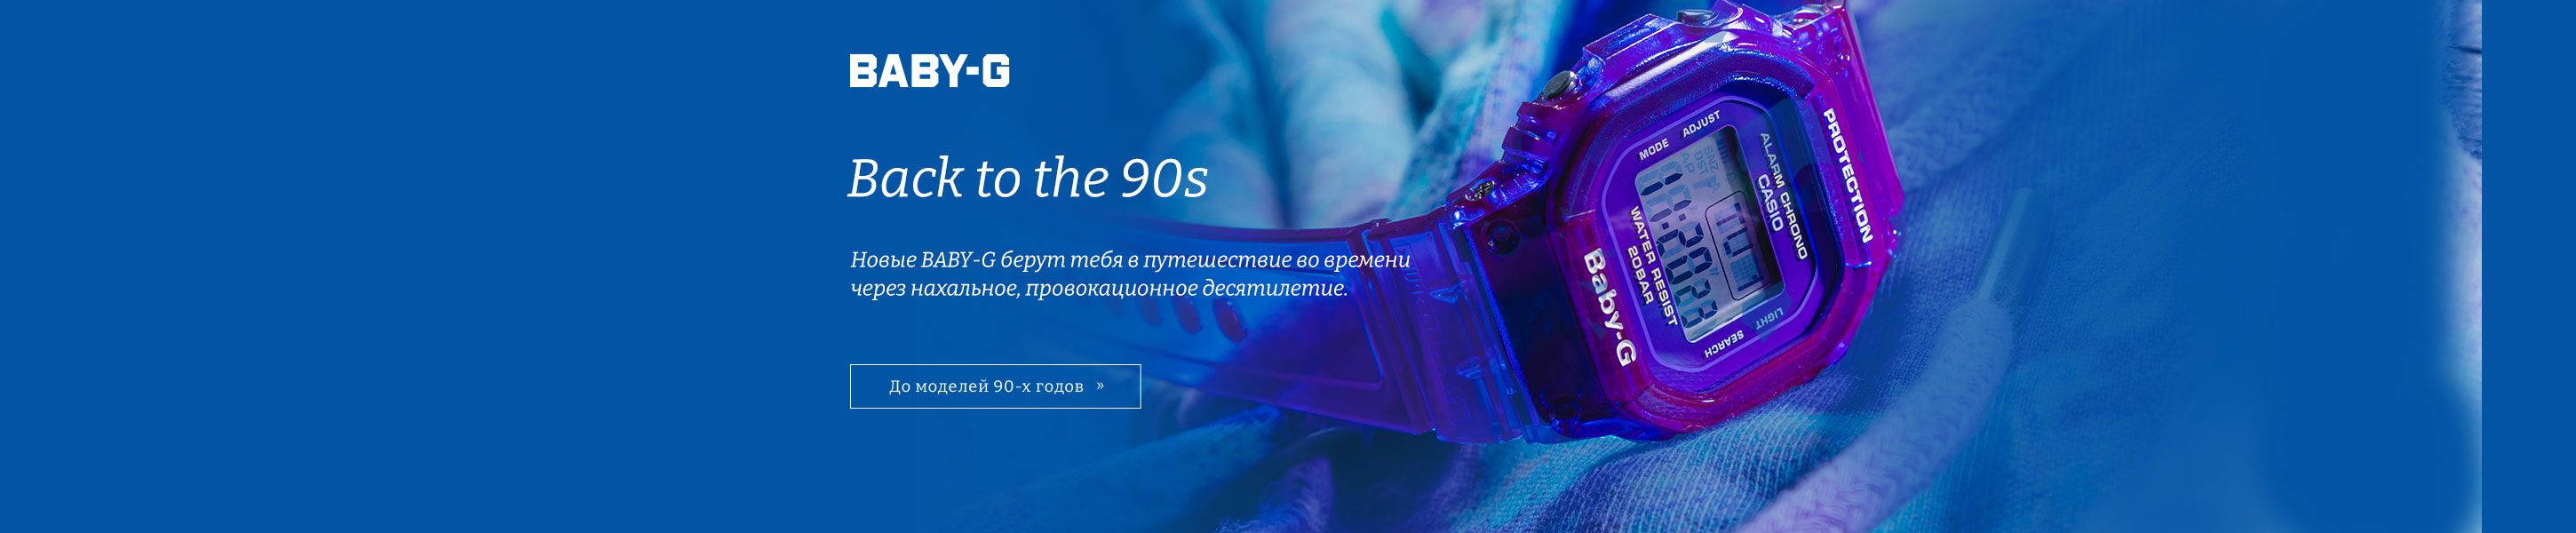 BABY-G
Back to the 90s
Новые BABY-G берут тебя в путешествие во времени
через нахальное, провокационное десятилетие.
До моделей 90-х годов »
PROTECTION
ADJUST
MODE
ALARM CHRONO
CASIO
WATER RESIST
20BAR
Baby-G
LIGHT
SEARCH